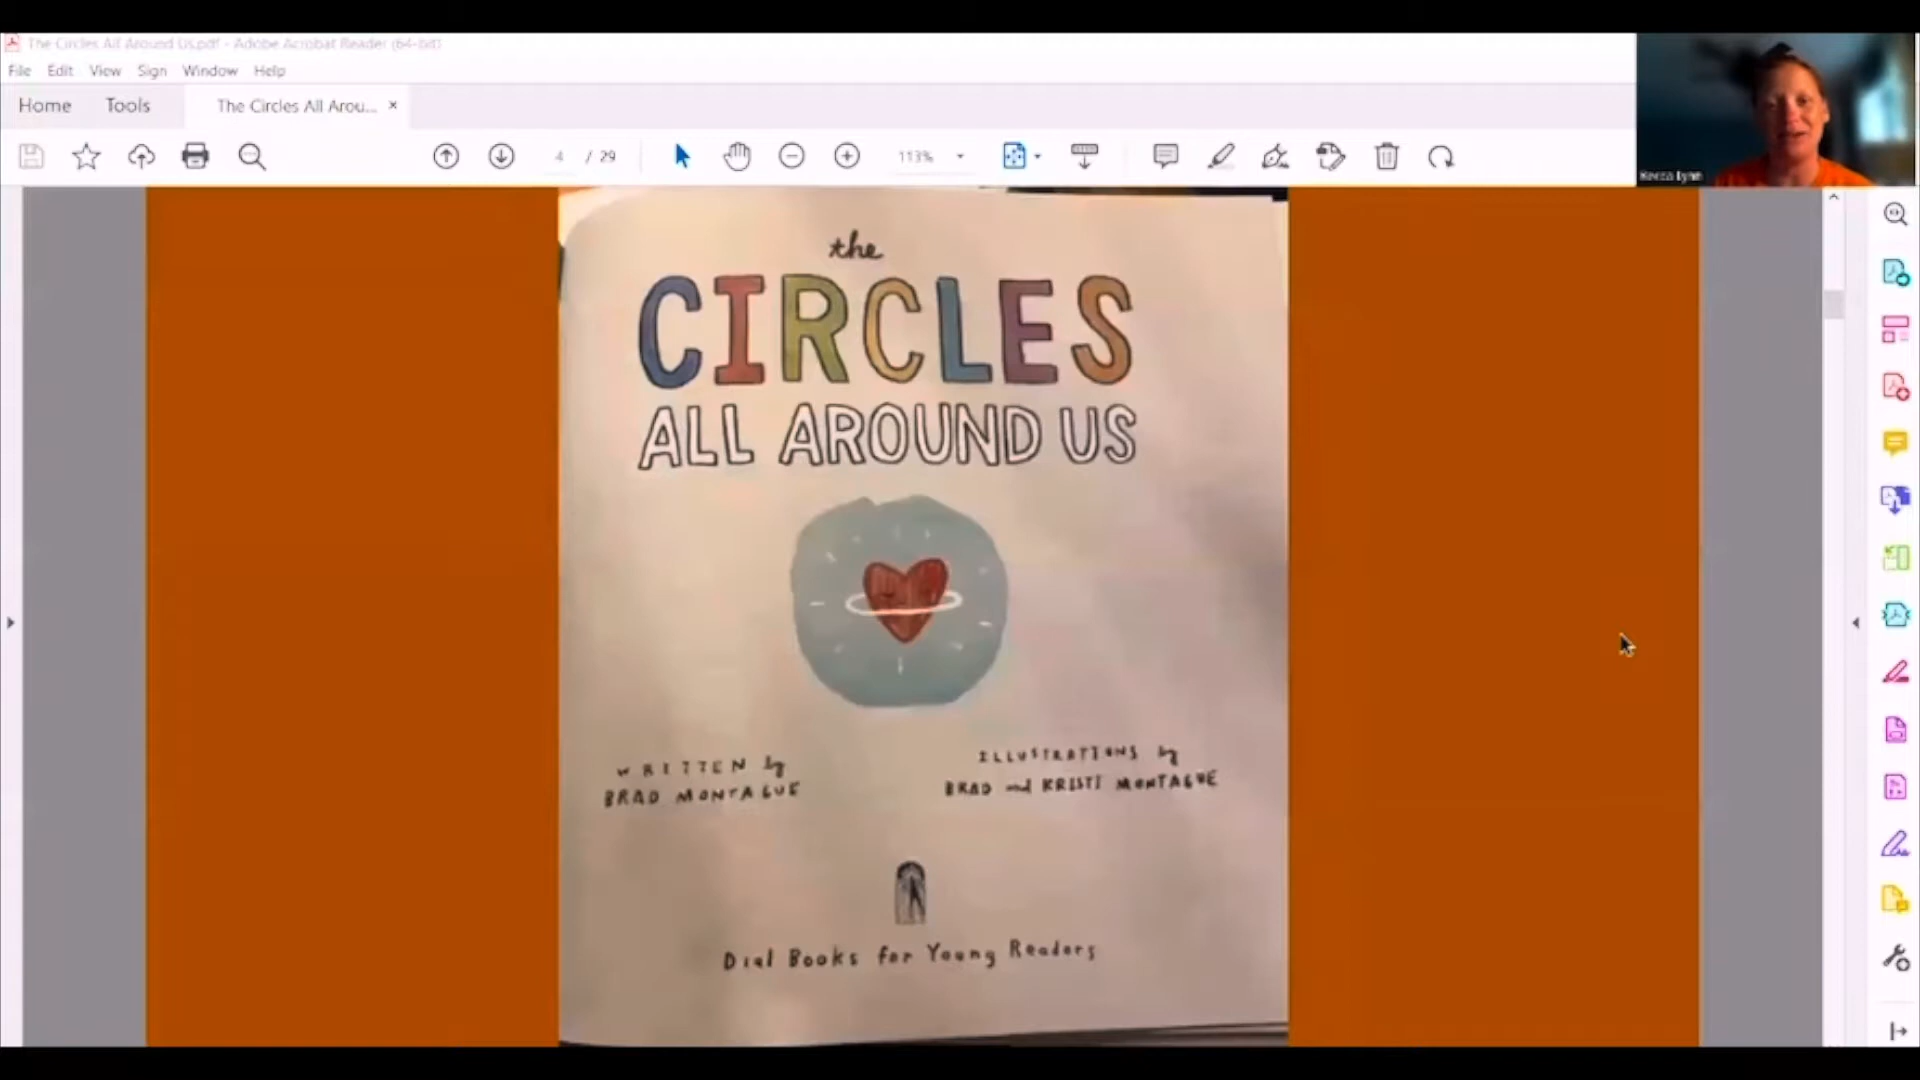 The Circles All Around Us.pdf - Adobe Acrobat Reader (64-bit)
File Edit View Sign Window Help
Home Tools The Circles All Arou... ×
4 / 29 113%
Becca Lynn
the
CIRCLES
ALL AROUND US
WRITTEN by
BRAD MONTAGUE
ILLUSTRATIONS by
BRAD and KRISTI MONTAGUE
Dial Books for Young Readers